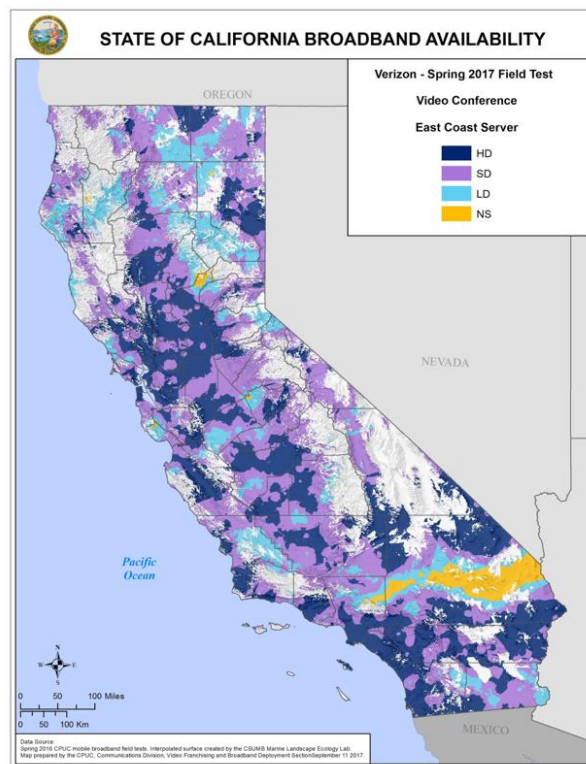 STATE OF CALIFORNIA BROADBAND AVAILABILITY
Verizon - Spring 2017 Field Test
Video Conference
East Coast Server
HD
SD
LD
NS
OREGON
NEVADA
Pacific
Ocean
N
W
E
S
0 50 100 Miles
0 50 100 Km
MEXICO
Data Source:
Spring 2016 CPUC mobile broadband field tests. Interpolated surface created by the CSUMB Marine Landscape Ecology Lab.
Map prepared by the CPUC, Communications Division, Video Franchising and Broadband Deployment SectionSeptember 11 2017.